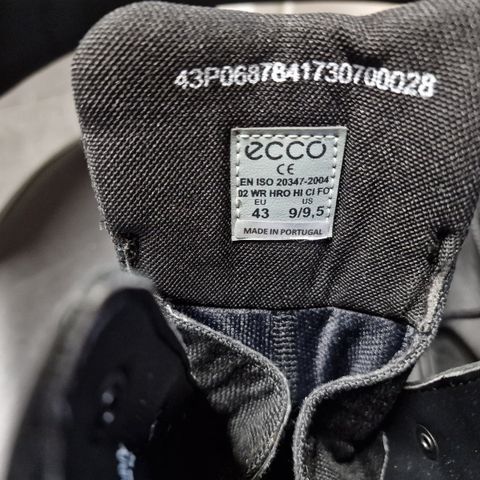 43P0687841730700028
ecco
CE
EN ISO 20347-2004
02 WR HRO HI CI FO
EU US
43 9/9,5
MADE IN PORTUGAL